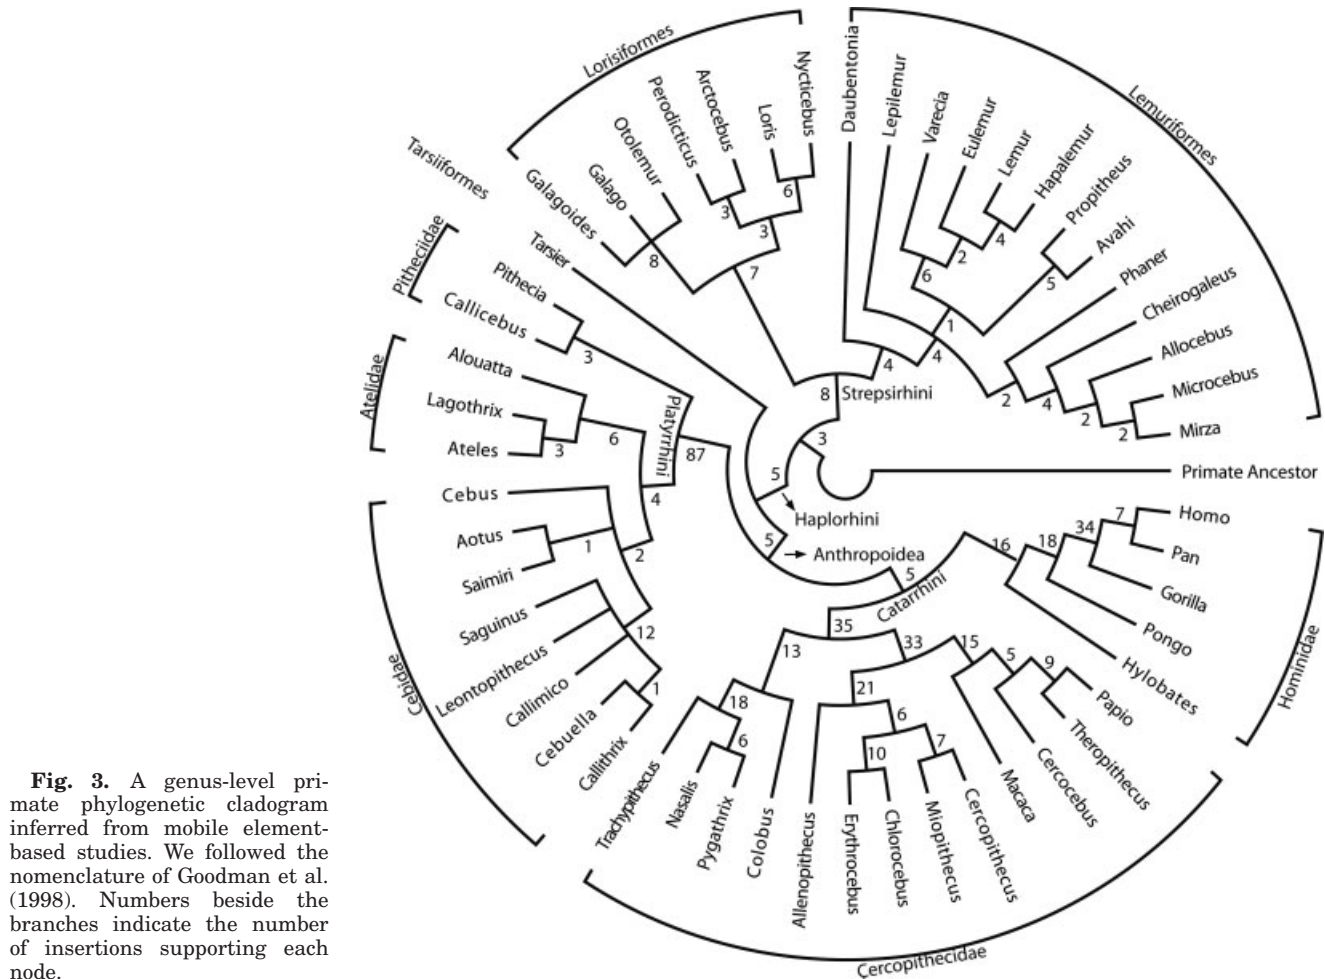 Lorisiformes
Lemuriformes
Tarsiiformes
Pitheciidae
Atelidae
Cebidae
Cercopithecidae
Hominidae
Galagoides
Galago
Otolemur
Perodicticus
Arctocebus
Loris
Nycticebus
Daubentonia
Lepilemur
Varecia
Eulemur
Lemur
Hapalemur
Propitheus
Avahi
Phaner
Cheirogaleus
Allocebus
Microcebus
Mirza
Primate Ancestor
Homo
Pan
Gorilla
Pongo
Hylobates
Papio
Theropithecus
Cercocebus
Macaca
Cercopithecus
Miopithecus
Chlorocebus
Erythrocebus
Allenopithecus
Colobus
Pygathrix
Nasalis
Trachypithecus
Callithrix
Cebuella
Callimico
Leontopithecus
Saguinus
Saimiri
Aotus
Cebus
Ateles
Lagothrix
Alouatta
Callicebus
Pithecia
Tarsier
Strepsirhini
Haplorhini
Anthropoidea
Catarrhini
Platyrrhini
8
3
6
3
7
8
4
4
1
6
2
4
5
2
4
2
2
3
5
5
5
87
3
6
3
4
2
1
12
1
16
18
34
7
35
13
18
6
33
21
6
10
7
15
5
9
Fig. 3. A genus-level pri-
mate phylogenetic cladogram
inferred from mobile element-
based studies. We followed the
nomenclature of Goodman et al.
(1998). Numbers beside the
branches indicate the number
of insertions supporting each
node.